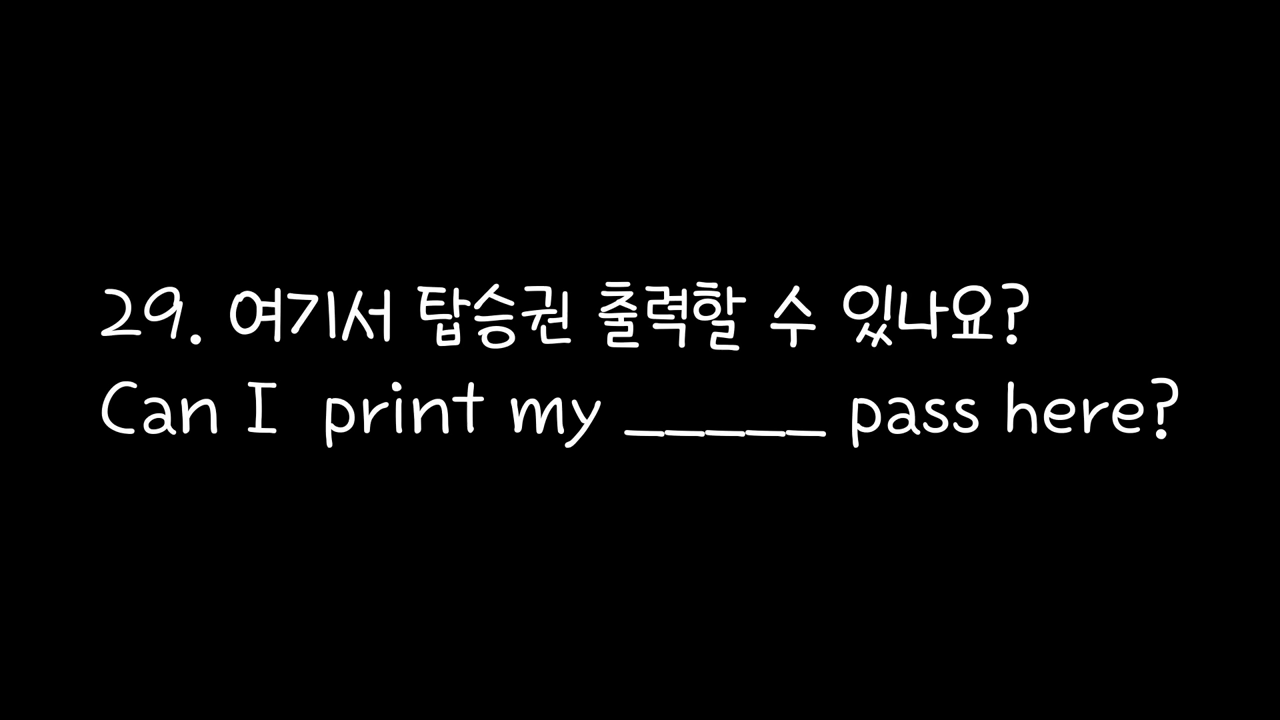 29. 여기서 탑승권 출력할 수 있나요?
Can I print my _____ pass here?